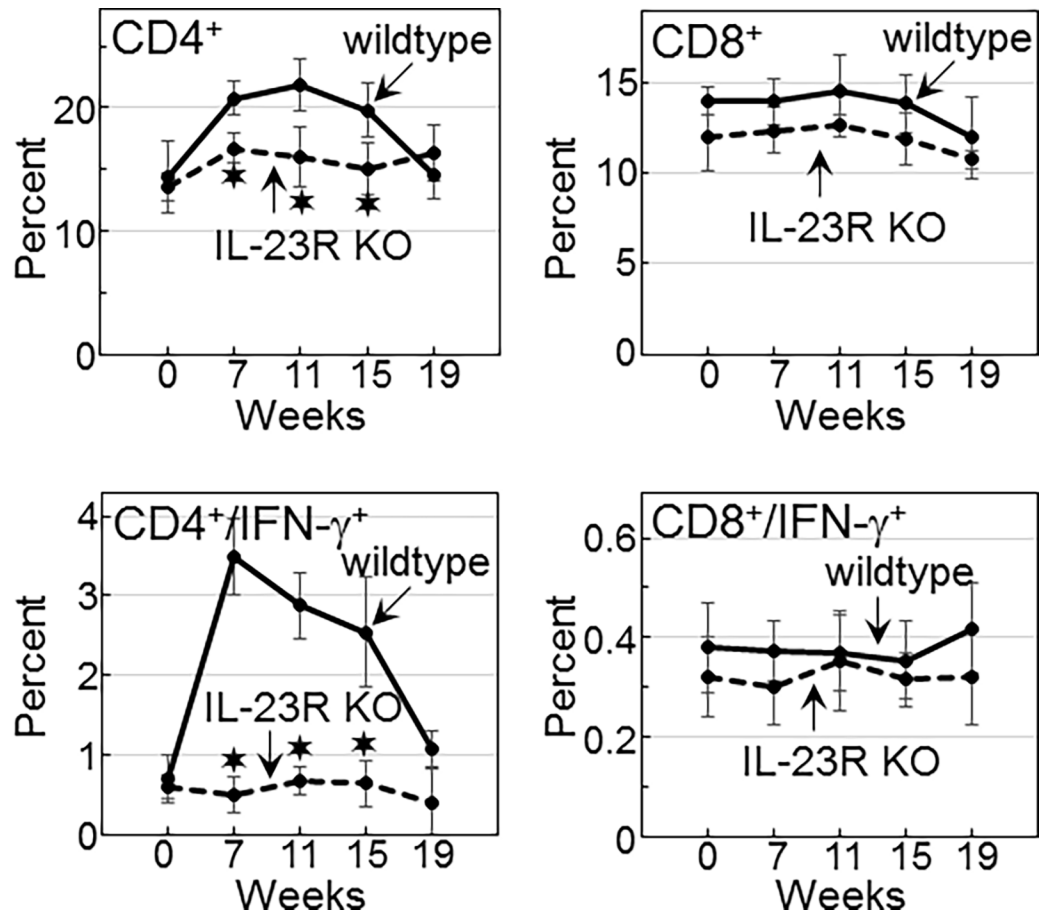 CD4⁺
wildtype
IL-23R KO
Percent
20
10
0
0 7 11 15 19
Weeks
CD8⁺
wildtype
IL-23R KO
Percent
15
10
5
0
0 7 11 15 19
Weeks
CD4⁺/IFN-γ⁺
wildtype
IL-23R KO
Percent
4
3
2
1
0
0 7 11 15 19
Weeks
CD8⁺/IFN-γ⁺
wildtype
IL-23R KO
Percent
0.6
0.4
0.2
0
0 7 11 15 19
Weeks